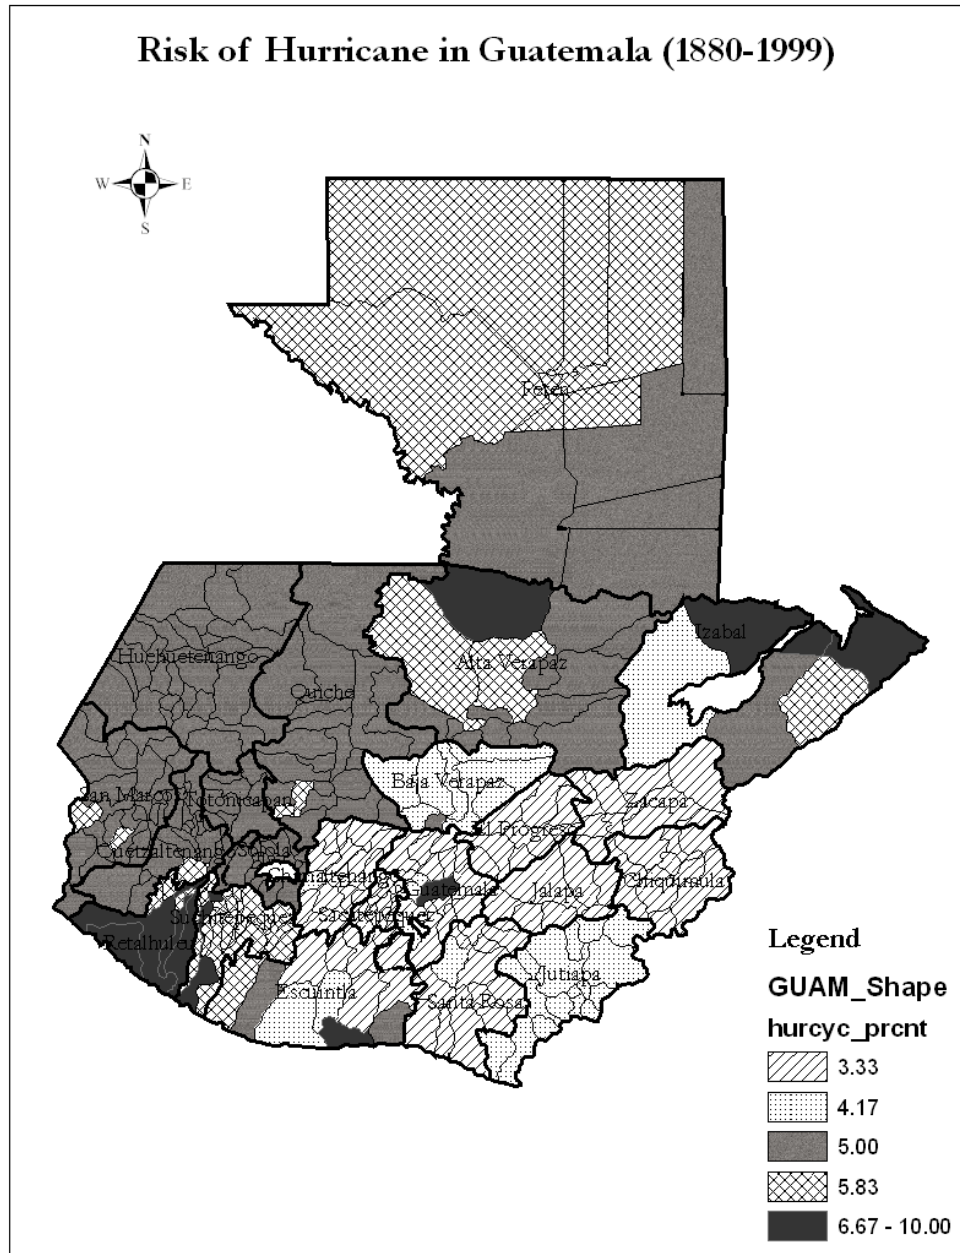 Risk of Hurricane in Guatemala (1880-1999)
N
W E
S
Peten
Izabal
Huehuetenango
Alta Verapaz
Quiche
Baja Verapaz
San Marcos
Totonicapan
Zacapa
El Progreso
Quetzaltenango
Solola
Chimaltenango
Guatemala
Jalapa
Chiquimula
Suchitepequez
Sacatepequez
Retalhuleu
Jutiapa
Escuintla
Santa Rosa
Legend
GUAM_Shape
hurcyc_prcnt
3.33
4.17
5.00
5.83
6.67 - 10.00